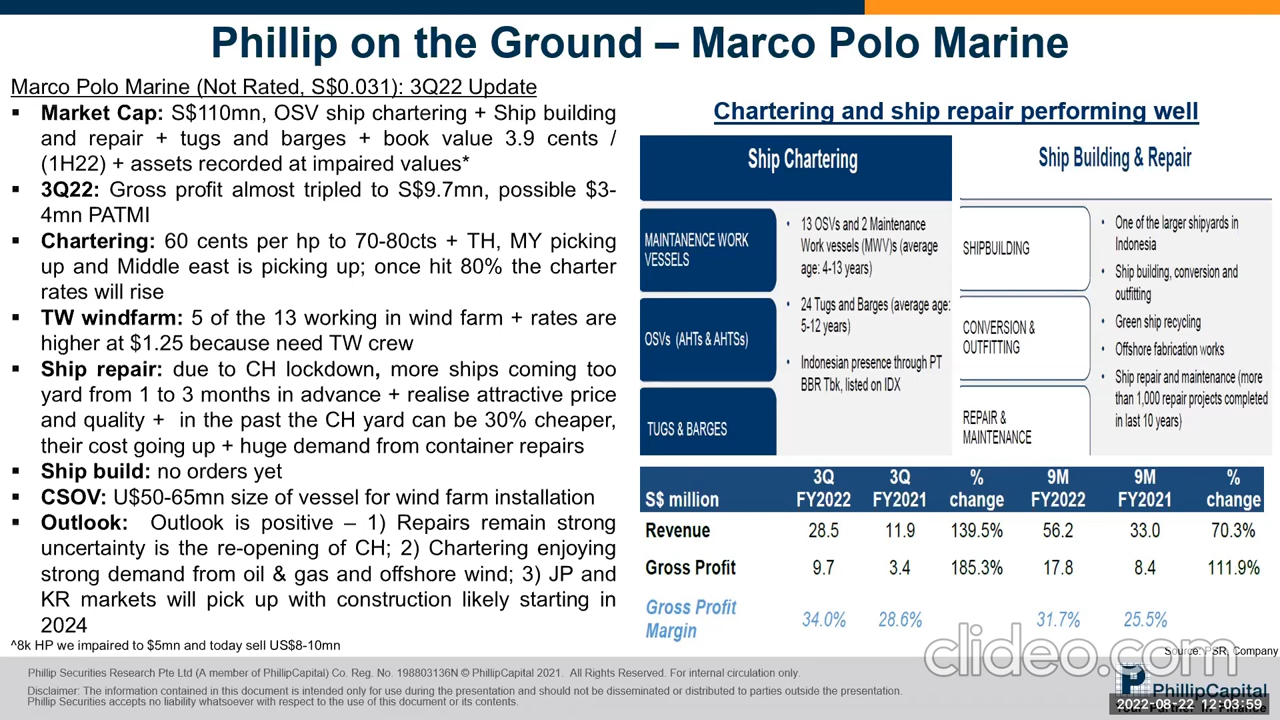 Phillip on the Ground – Marco Polo Marine
Marco Polo Marine (Not Rated, S$0.031): 3Q22 Update
▪ Market Cap: S$110mn, OSV ship chartering + Ship building
and repair + tugs and barges + book value 3.9 cents /
(1H22) + assets recorded at impaired values*
▪ 3Q22: Gross profit almost tripled to S$9.7mn, possible $3-
4mn PATMI
▪ Chartering: 60 cents per hp to 70-80cts + TH, MY picking
up and Middle east is picking up; once hit 80% the charter
rates will rise
▪ TW windfarm: 5 of the 13 working in wind farm + rates are
higher at $1.25 because need TW crew
▪ Ship repair: due to CH lockdown, more ships coming too
yard from 1 to 3 months in advance + realise attractive price
and quality + in the past the CH yard can be 30% cheaper,
their cost going up + huge demand from container repairs
▪ Ship build: no orders yet
▪ CSOV: U$50-65mn size of vessel for wind farm installation
▪ Outlook: Outlook is positive – 1) Repairs remain strong
uncertainty is the re-opening of CH; 2) Chartering enjoying
strong demand from oil & gas and offshore wind; 3) JP and
KR markets will pick up with construction likely starting in
2024
^8k HP we impaired to $5mn and today sell US$8-10mn
Chartering and ship repair performing well
Ship Chartering
MAINTANENCE WORK
VESSELS
OSVs (AHTs & AHTSs)
TUGS & BARGES
• 13 OSVs and 2 Maintenance
Work vessels (MWV)s (average
age: 4-13 years)
• 24 Tugs and Barges (average age:
5-12 years)
• Indonesian presence through PT
BBR Tbk, listed on IDX
Ship Building & Repair
SHIPBUILDING
CONVERSION &
OUTFITTING
REPAIR &
MAINTENANCE
• One of the larger shipyards in
Indonesia
• Ship building, conversion and
outfitting
• Green ship recycling
• Offshore fabrication works
• Ship repair and maintenance (more
than 1,000 repair projects completed
in last 10 years)
S$ million 3Q FY2022 3Q FY2021 % change 9M FY2022 9M FY2021 % change
Revenue 28.5 11.9 139.5% 56.2 33.0 70.3%
Gross Profit 9.7 3.4 185.3% 17.8 8.4 111.9%
Gross Profit Margin 34.0% 28.6% 31.7% 25.5%
clideo.com
Source: PSR, Company
Phillip Securities Research Pte Ltd (A member of PhillipCapital) Co. Reg. No. 198803136N © PhillipCapital 2021. All Rights Reserved. For internal circulation only.
Disclaimer: The information contained in this document is intended only for use during the presentation and should not be disseminated or distributed to parties outside the presentation.
Phillip Securities accepts no liability whatsoever with respect to the use of this document or its contents.
PhillipCapital
Your Partner In Finance
2022-08-22 12:03:59